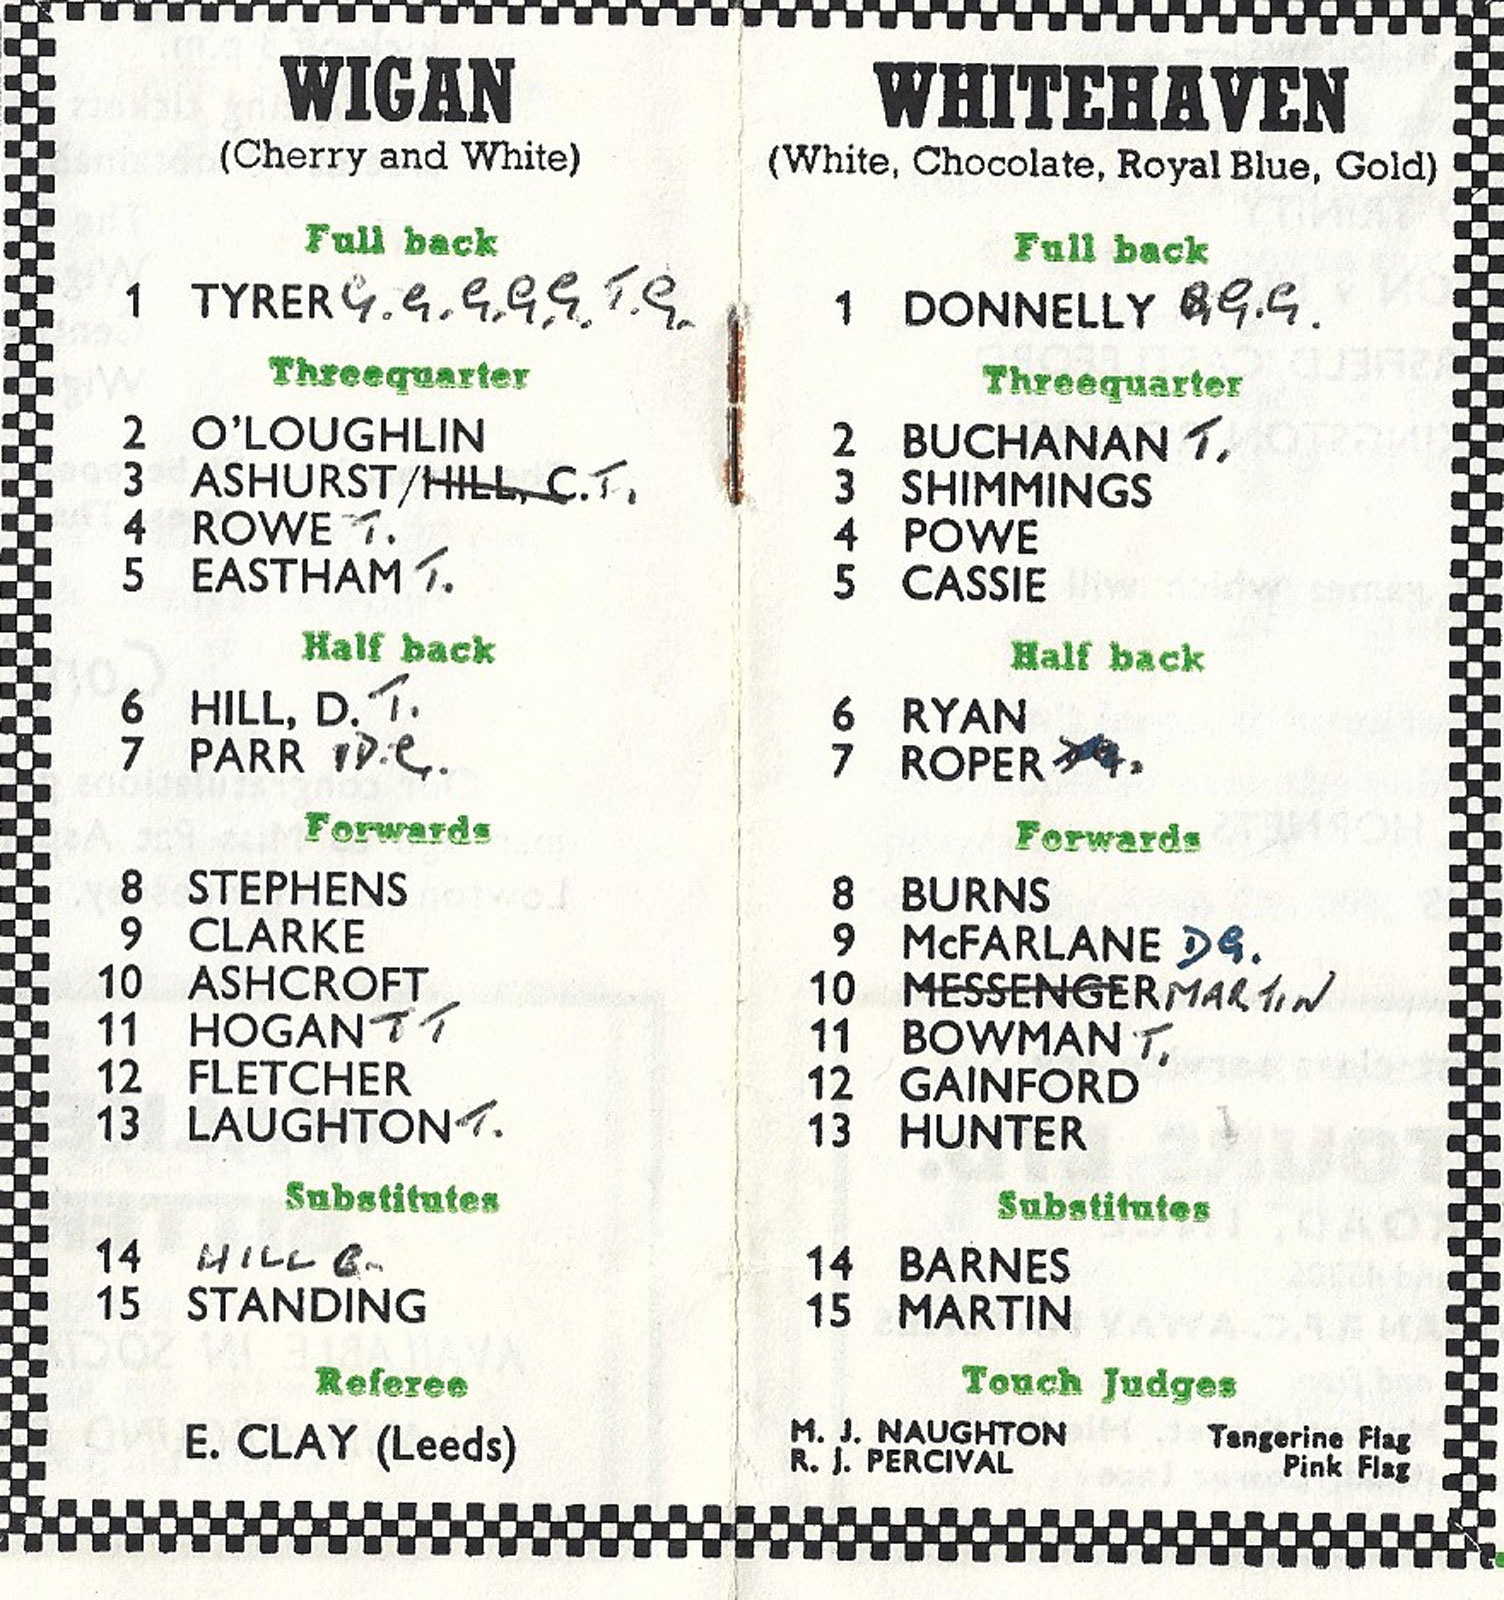 WIGAN
(Cherry and White)
Full back
1 TYRER G. G. G. G. G. T. G.
Threequarter
2 O'LOUGHLIN
3 ASHURST/HILL, C. T.
4 ROWE T.
5 EASTHAM T.
Half back
6 HILL, D. T.
7 PARR 1D.G.
Forwards
8 STEPHENS
9 CLARKE
10 ASHCROFT
11 HOGAN T T
12 FLETCHER
13 LAUGHTON T.
Substitutes
14 HILL
15 STANDING
Referee
E. CLAY (Leeds)
WHITEHAVEN
(White, Chocolate, Royal Blue, Gold)
Full back
1 DONNELLY G.G.
Threequarter
2 BUCHANAN T.
3 SHIMMINGS
4 POWE
5 CASSIE
Half back
6 RYAN
7 ROPER
Forwards
8 BURNS
9 McFARLANE DG.
10 MESSENGER MARTIN
11 BOWMAN T.
12 GAINFORD
13 HUNTER
Substitutes
14 BARNES
15 MARTIN
Touch Judges
M. J. NAUGHTON Tangerine Flag
R. J. PERCIVAL Pink Flag